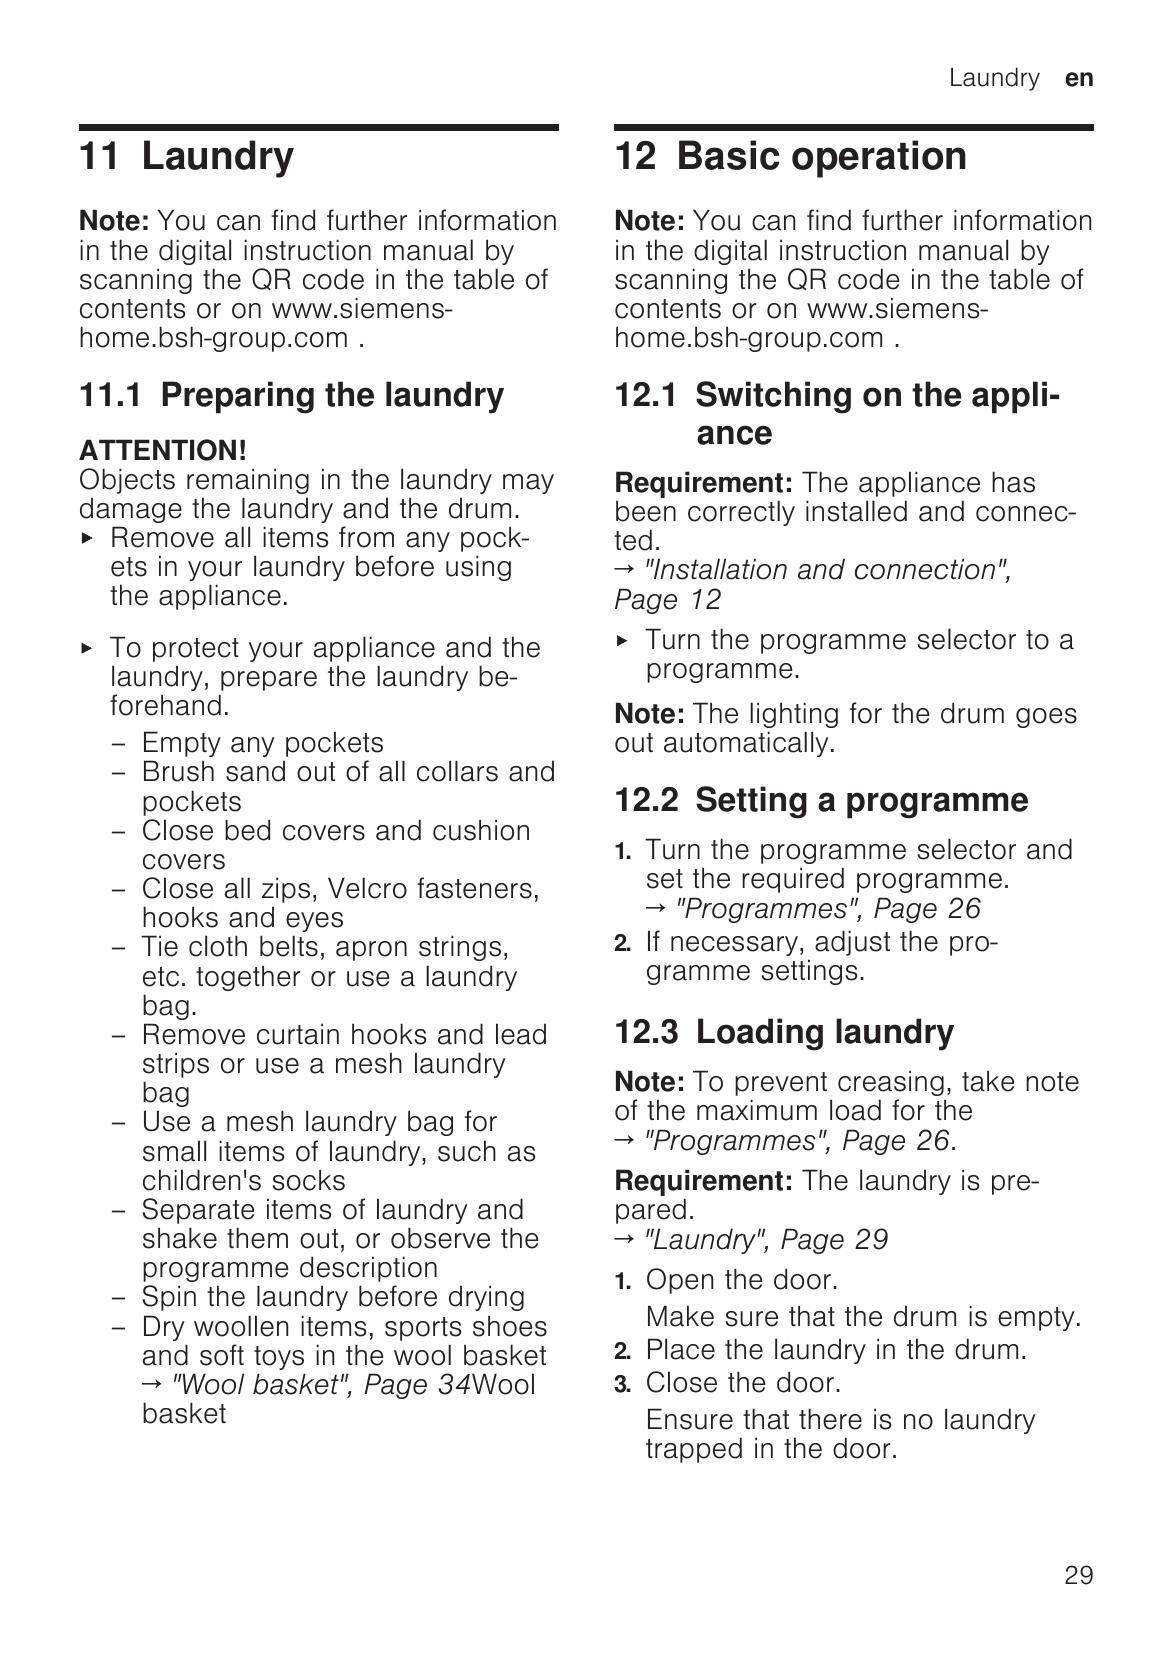 Laundry en
11 Laundry
Note: You can find further information
in the digital instruction manual by
scanning the QR code in the table of
contents or on www.siemens-
home.bsh-group.com .
11.1 Preparing the laundry
ATTENTION!
Objects remaining in the laundry may
damage the laundry and the drum.
▶ Remove all items from any pock-
ets in your laundry before using
the appliance.
▶ To protect your appliance and the
laundry, prepare the laundry be-
forehand.
– Empty any pockets
– Brush sand out of all collars and
pockets
– Close bed covers and cushion
covers
– Close all zips, Velcro fasteners,
hooks and eyes
– Tie cloth belts, apron strings,
etc. together or use a laundry
bag.
– Remove curtain hooks and lead
strips or use a mesh laundry
bag
– Use a mesh laundry bag for
small items of laundry, such as
children's socks
– Separate items of laundry and
shake them out, or observe the
programme description
– Spin the laundry before drying
– Dry woollen items, sports shoes
and soft toys in the wool basket
→ "Wool basket", Page 34Wool
basket
12 Basic operation
Note: You can find further information
in the digital instruction manual by
scanning the QR code in the table of
contents or on www.siemens-
home.bsh-group.com .
12.1 Switching on the appli-
ance
Requirement: The appliance has
been correctly installed and connec-
ted.
→ "Installation and connection",
Page 12
▶ Turn the programme selector to a
programme.
Note: The lighting for the drum goes
out automatically.
12.2 Setting a programme
1. Turn the programme selector and
set the required programme.
→ "Programmes", Page 26
2. If necessary, adjust the pro-
gramme settings.
12.3 Loading laundry
Note: To prevent creasing, take note
of the maximum load for the
→ "Programmes", Page 26.
Requirement: The laundry is pre-
pared.
→ "Laundry", Page 29
1. Open the door.
Make sure that the drum is empty.
2. Place the laundry in the drum.
3. Close the door.
Ensure that there is no laundry
trapped in the door.
29